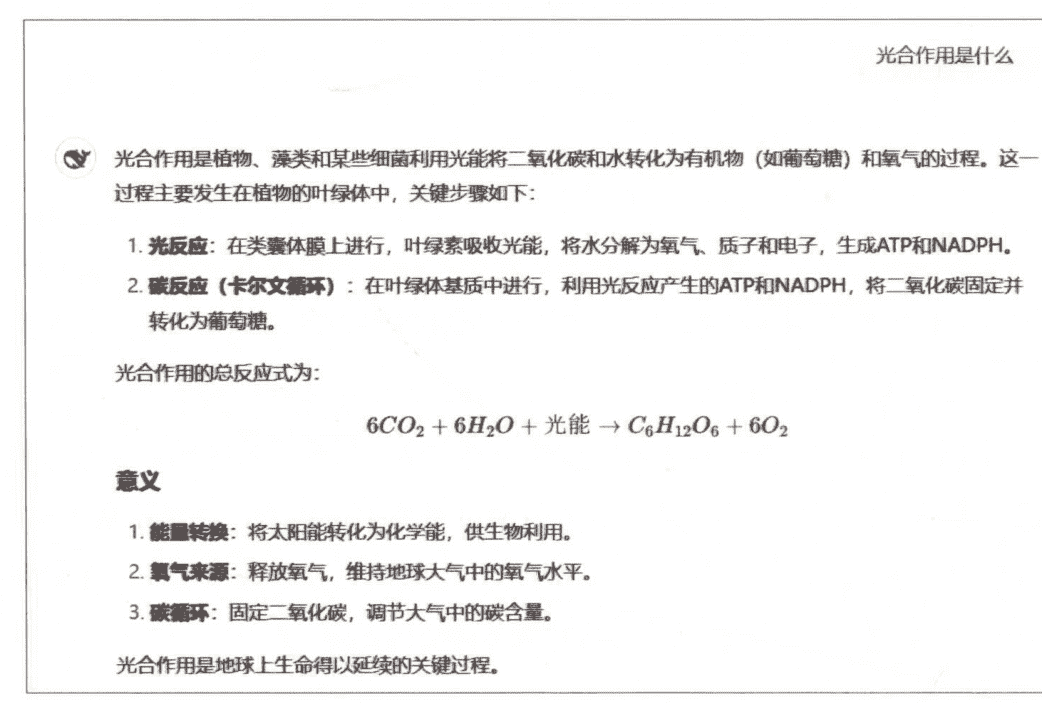 光合作用是什么
光合作用是植物、藻类和某些细菌利用光能将二氧化碳和水转化为有机物（如葡萄糖）和氧气的过程。这一
过程主要发生在植物的叶绿体中，关键步骤如下：
1. 光反应：在类囊体膜上进行，叶绿素吸收光能，将水分解为氧气、质子和电子，生成ATP和NADPH。
2. 碳反应（卡尔文循环）：在叶绿体基质中进行，利用光反应产生的ATP和NADPH，将二氧化碳固定并
转化为葡萄糖。
光合作用的总反应式为：
6CO₂ + 6H₂O + 光能 → C₆H₁₂O₆ + 6O₂
意义
1. 能量转换：将太阳能转化为化学能，供生物利用。
2. 氧气来源：释放氧气，维持地球大气中的氧气水平。
3. 碳循环：固定二氧化碳，调节大气中的碳含量。
光合作用是地球上生命得以延续的关键过程。